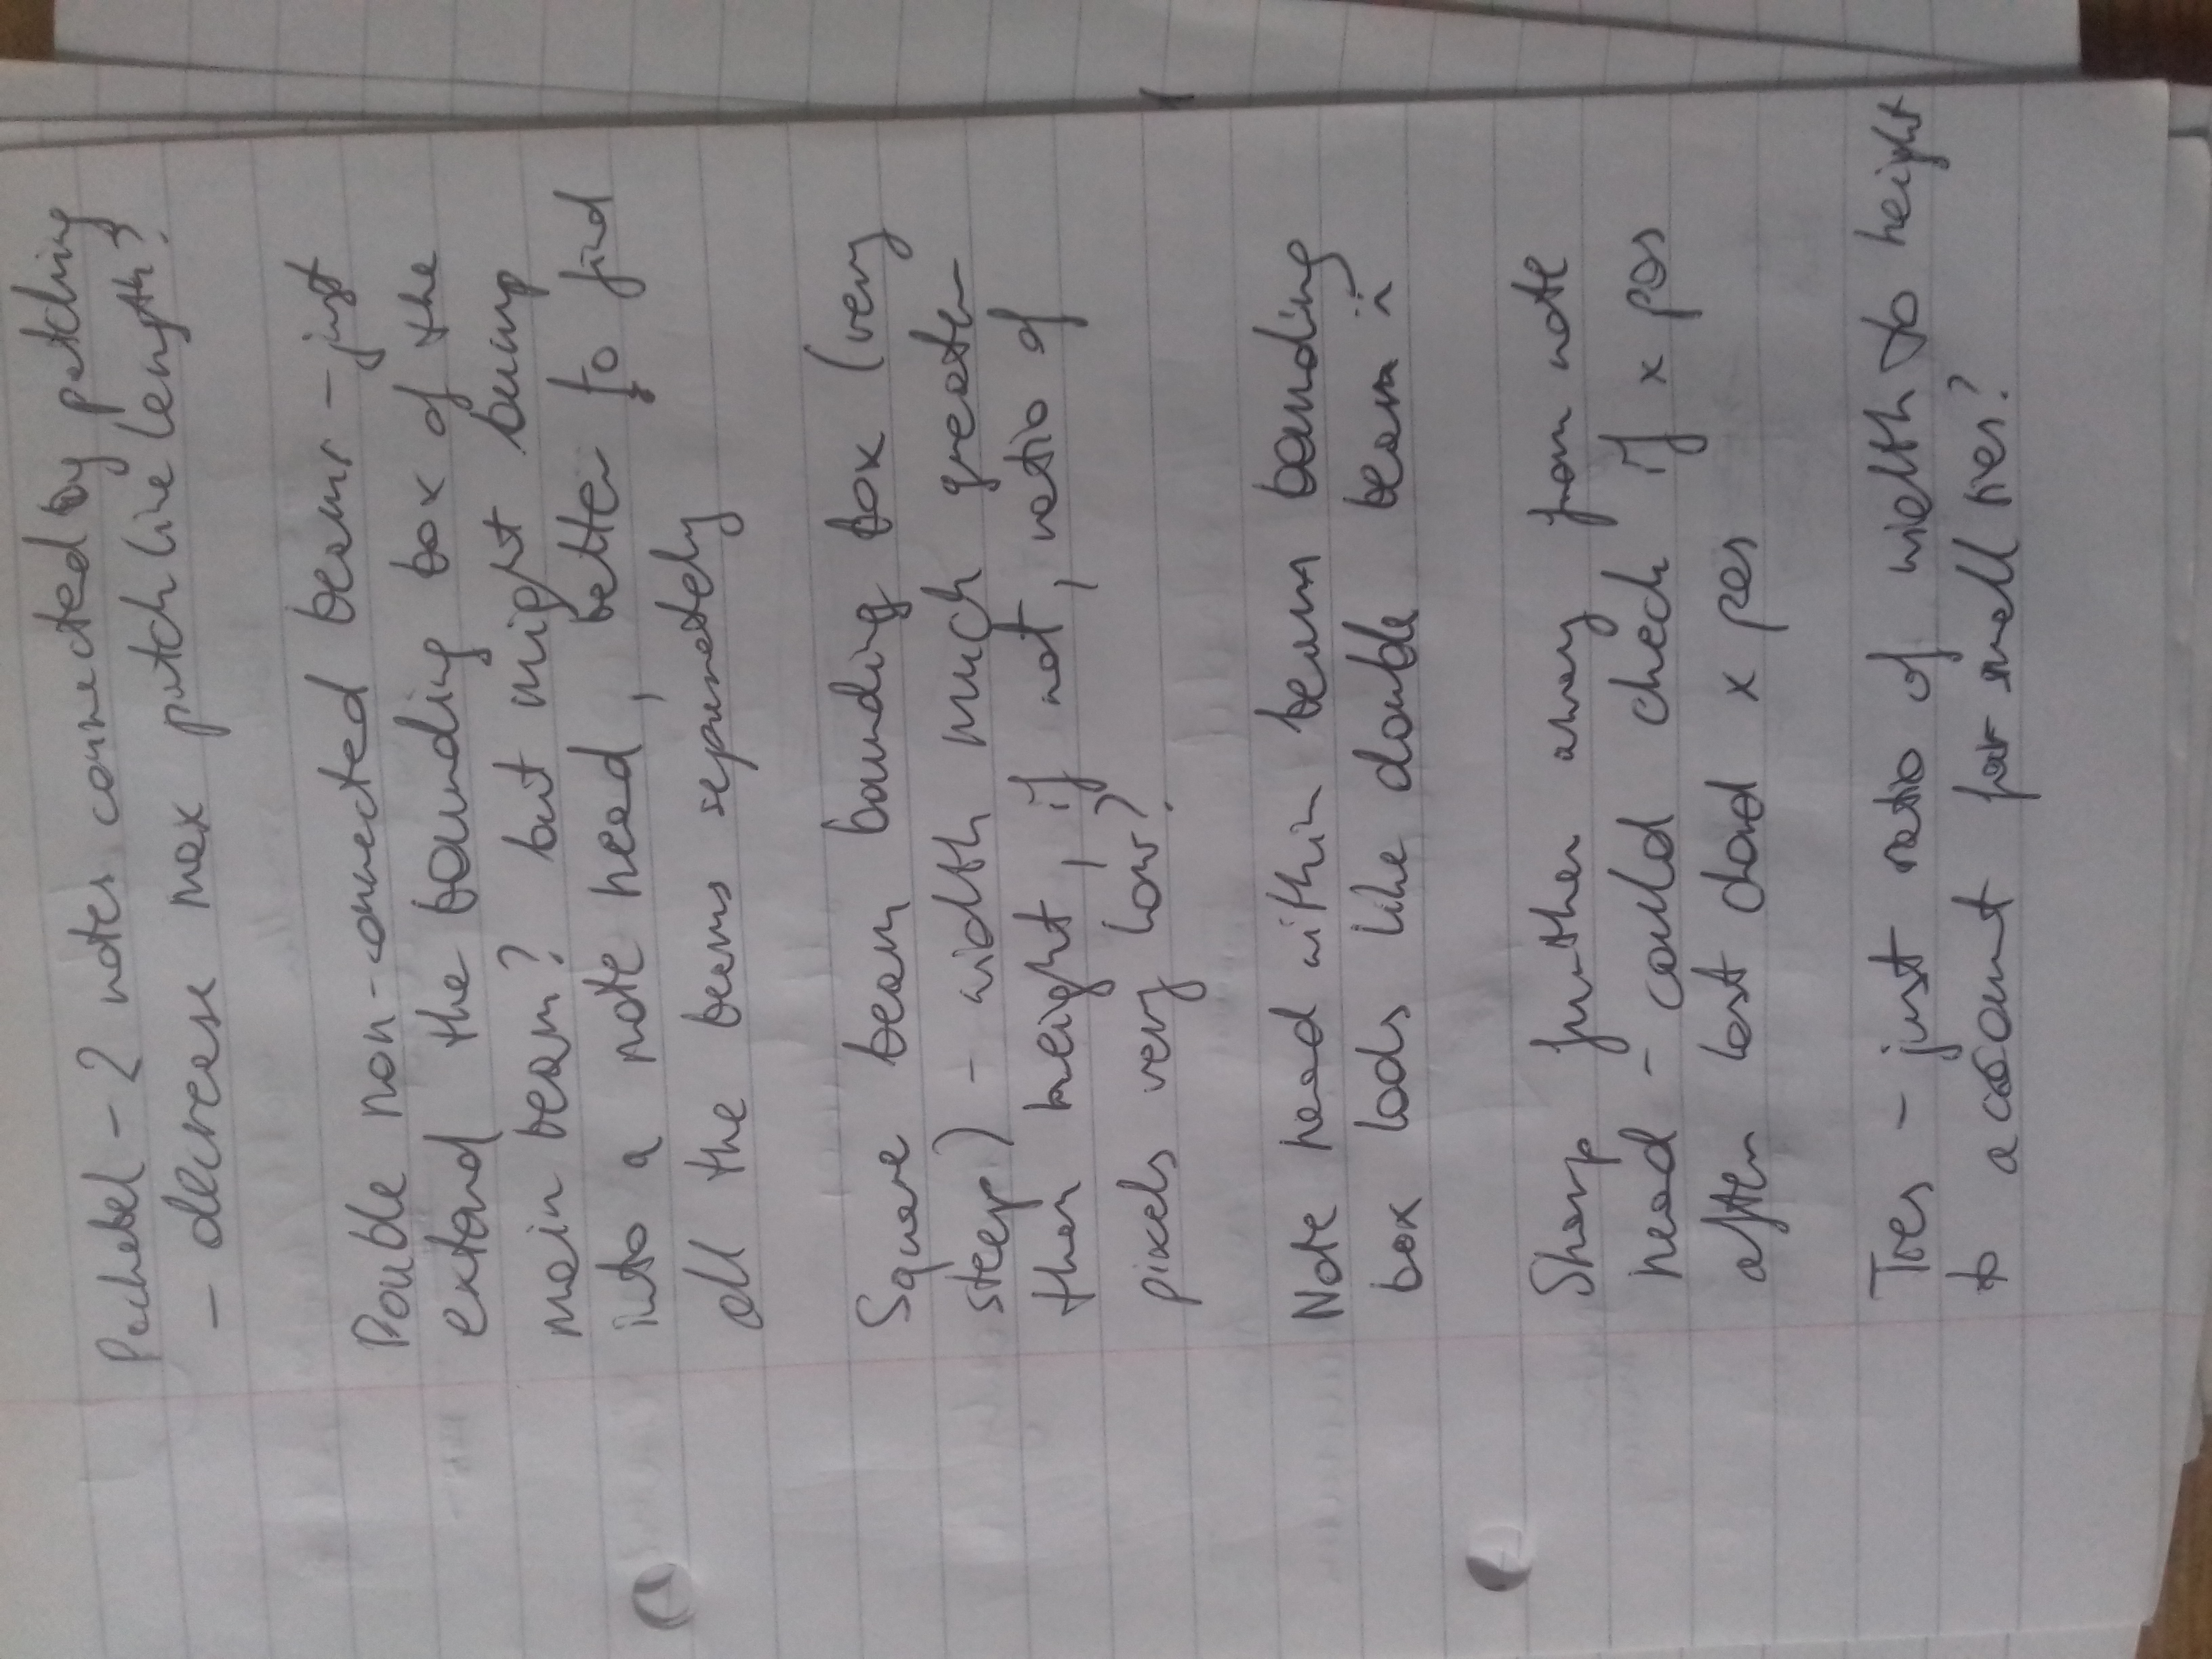 Pachebel - 2 notes connected by patching
- decrease max patch line length?
Double non-connected beams - just
extend the bounding box of the
main beam? but might bump
into a note head, better to find
all the beams separately
Square beam bounding box (very
steep) - width much greater
than height, if not, ratio of
pixels very low?
Note head within beam bounding
box looks like double beam :(
Sharp further away from note
head - could check if x pos
after last chord x pos
Ties - just ratio of width to height
to account for small ties?